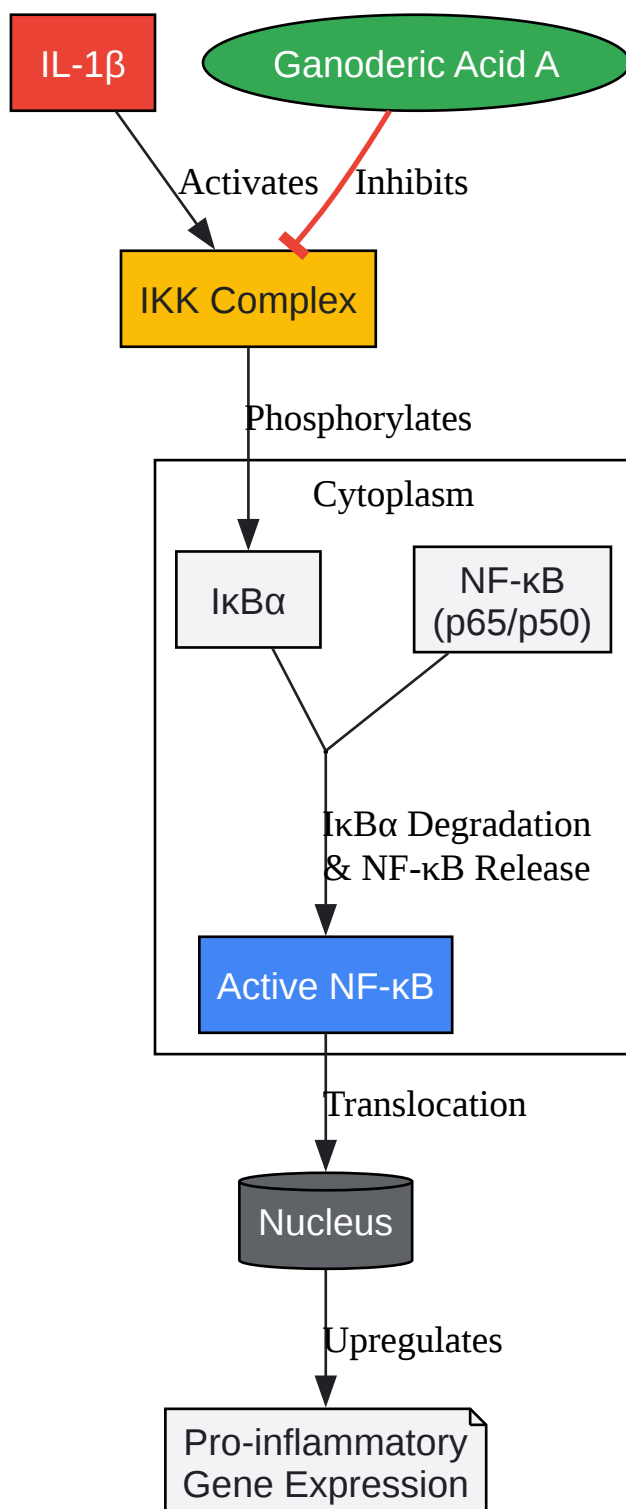 IL-1β
Ganoderic Acid A
Activates
Inhibits
IKK Complex
Phosphorylates
Cytoplasm
IκBα
NF-κB
(p65/p50)
IκBα Degradation
& NF-κB Release
Active NF-κB
Translocation
Nucleus
Upregulates
Pro-inflammatory
Gene Expression